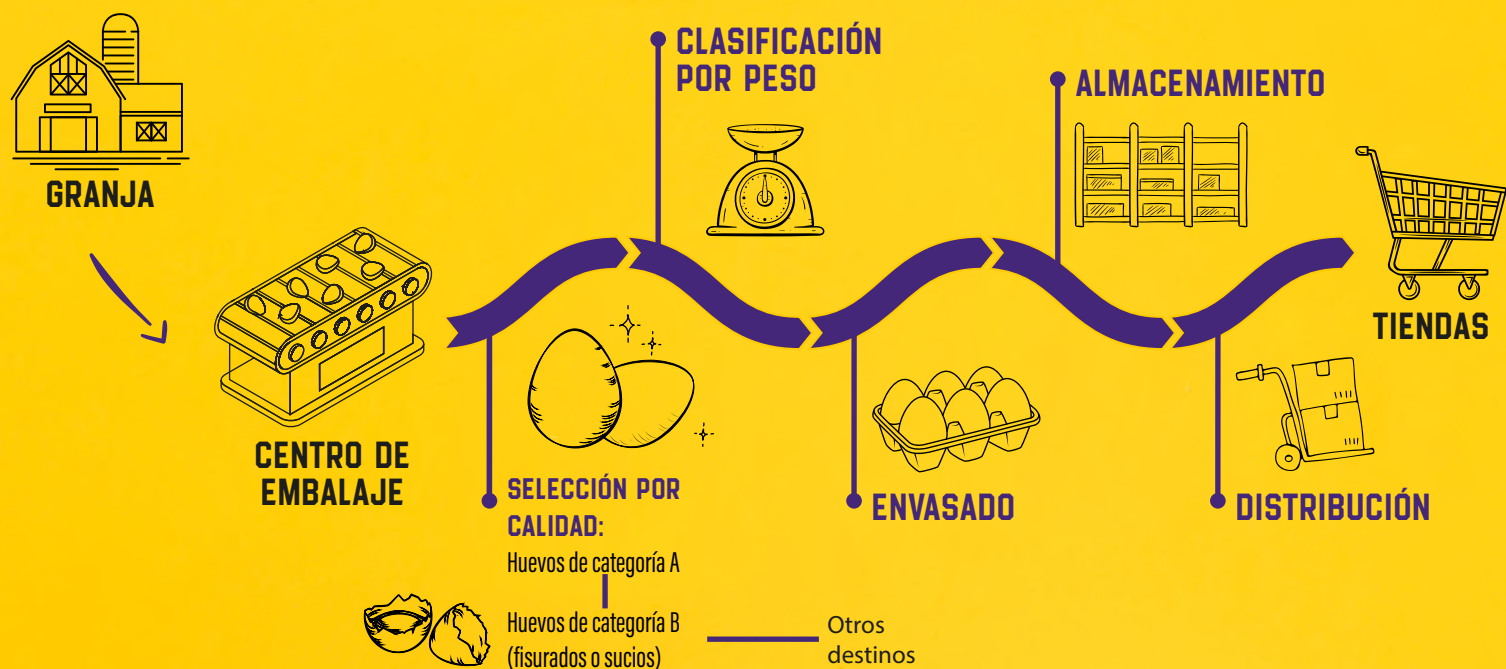 GRANJA
CENTRO DE
EMBALAJE
SELECCIÓN POR
CALIDAD:
Huevos de categoría A
Huevos de categoría B
(fisurados o sucios)
Otros
destinos
CLASIFICACIÓN
POR PESO
ENVASADO
ALMACENAMIENTO
DISTRIBUCIÓN
TIENDAS